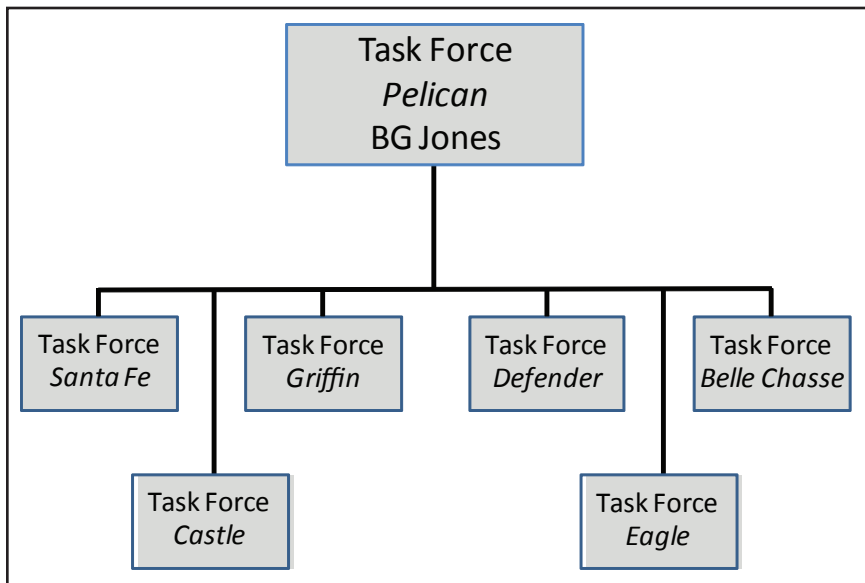 Task Force
Pelican
BG Jones
Task Force
Santa Fe
Task Force
Griffin
Task Force
Defender
Task Force
Belle Chasse
Task Force
Castle
Task Force
Eagle